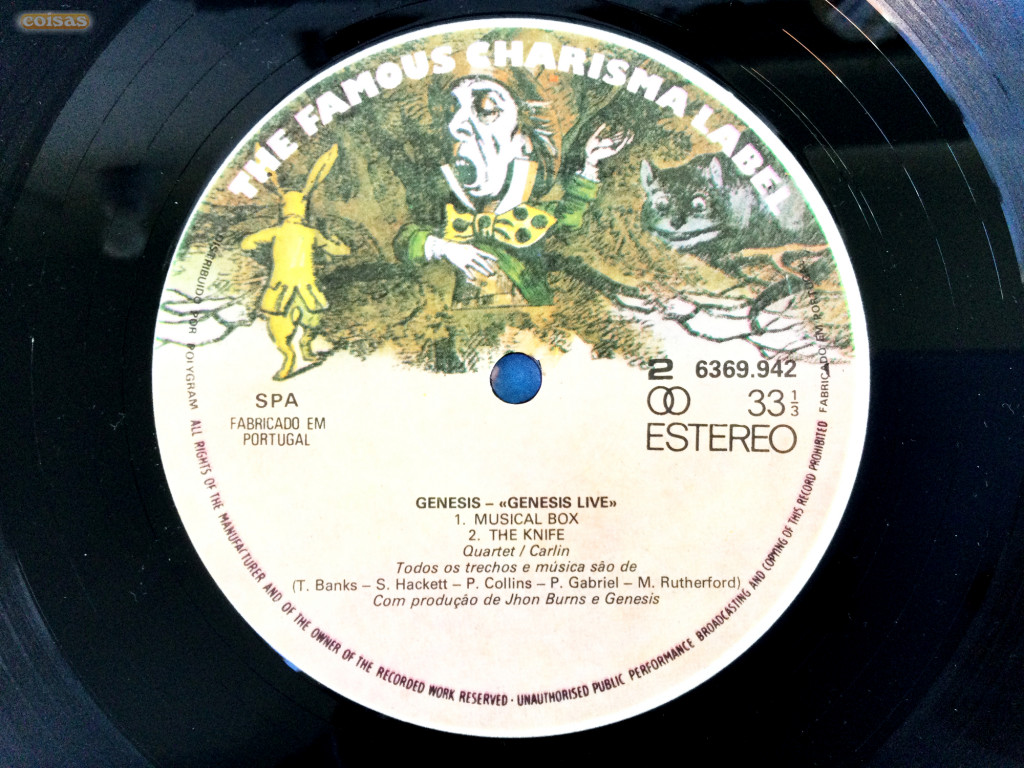 coisas
THE FAMOUS CHARISMA LABEL
DISTRIBUIDO POR POLYGRAM
SPA
FABRICADO EM
PORTUGAL
2 6369.942
33 1/3
ESTEREO
FABRICADO EM PORTUGAL
GENESIS – «GENESIS LIVE»
1. MUSICAL BOX
2. THE KNIFE
Quartet / Carlin
Todos os trechos e música são de
(T. Banks – S. Hackett – P. Collins – P. Gabriel – M. Rutherford)
Com produção de Jhon Burns e Genesis
ALL RIGHTS OF THE MANUFACTURER AND OF THE OWNER OF THE RECORDED WORK RESERVED · UNAUTHORISED PUBLIC PERFORMANCE BROADCASTING AND COPYING OF THIS RECORD PROHIBITED